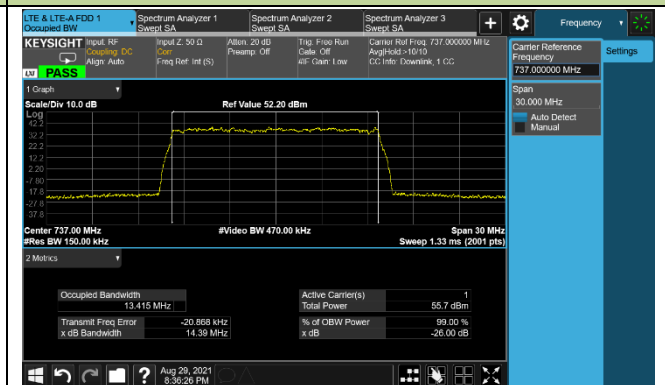 LTE & LTE-A FDD 1
Occupied BW
Spectrum Analyzer 1
Swept SA
Spectrum Analyzer 2
Swept SA
Spectrum Analyzer 3
Swept SA
+
Frequency
KEYSIGHT
Input: RF
Coupling: DC
Align: Auto
Input Z: 50 Ω
Corr
Freq Ref: Int (S)
Atten: 20 dB
Preamp: Off
Trig: Free Run
Gate: Off
#IF Gain: Low
Carrier Ref Freq: 737.000000 MHz
Avg|Hold:>10/10
CC Info: Downlink, 1 CC
LXI
PASS
Carrier Reference
Frequency
737.000000 MHz
Settings
Span
30.000 MHz
Auto Detect
Manual
1 Graph
Scale/Div 10.0 dB
Ref Value 52.20 dBm
Log
42.2
32.2
22.2
12.2
2.20
-7.80
-17.8
-27.8
-37.8
Center 737.00 MHz
#Video BW 470.00 kHz
Span 30 MHz
#Res BW 150.00 kHz
Sweep 1.33 ms (2001 pts)
2 Metrics
Occupied Bandwidth
13.415 MHz
Active Carrier(s) 1
Total Power 55.7 dBm
Transmit Freq Error -20.868 kHz
x dB Bandwidth 14.39 MHz
% of OBW Power 99.00 %
x dB -26.00 dB
?
Aug 29, 2021
8:36:26 PM